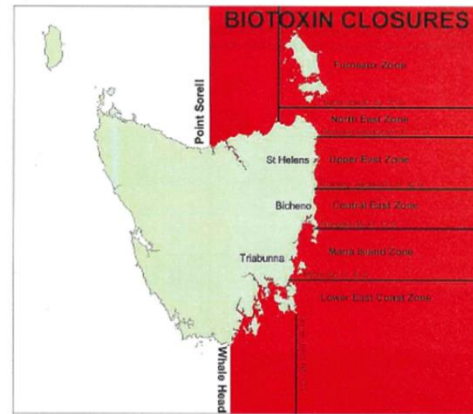 BIOTOXIN CLOSURES
Furneaux Zone
Point Sorell
North East Zone
St Helens
Upper East Zone
Bicheno
Central East Zone
Maria Island Zone
Triabunna
Lower East Coast Zone
Whale Head